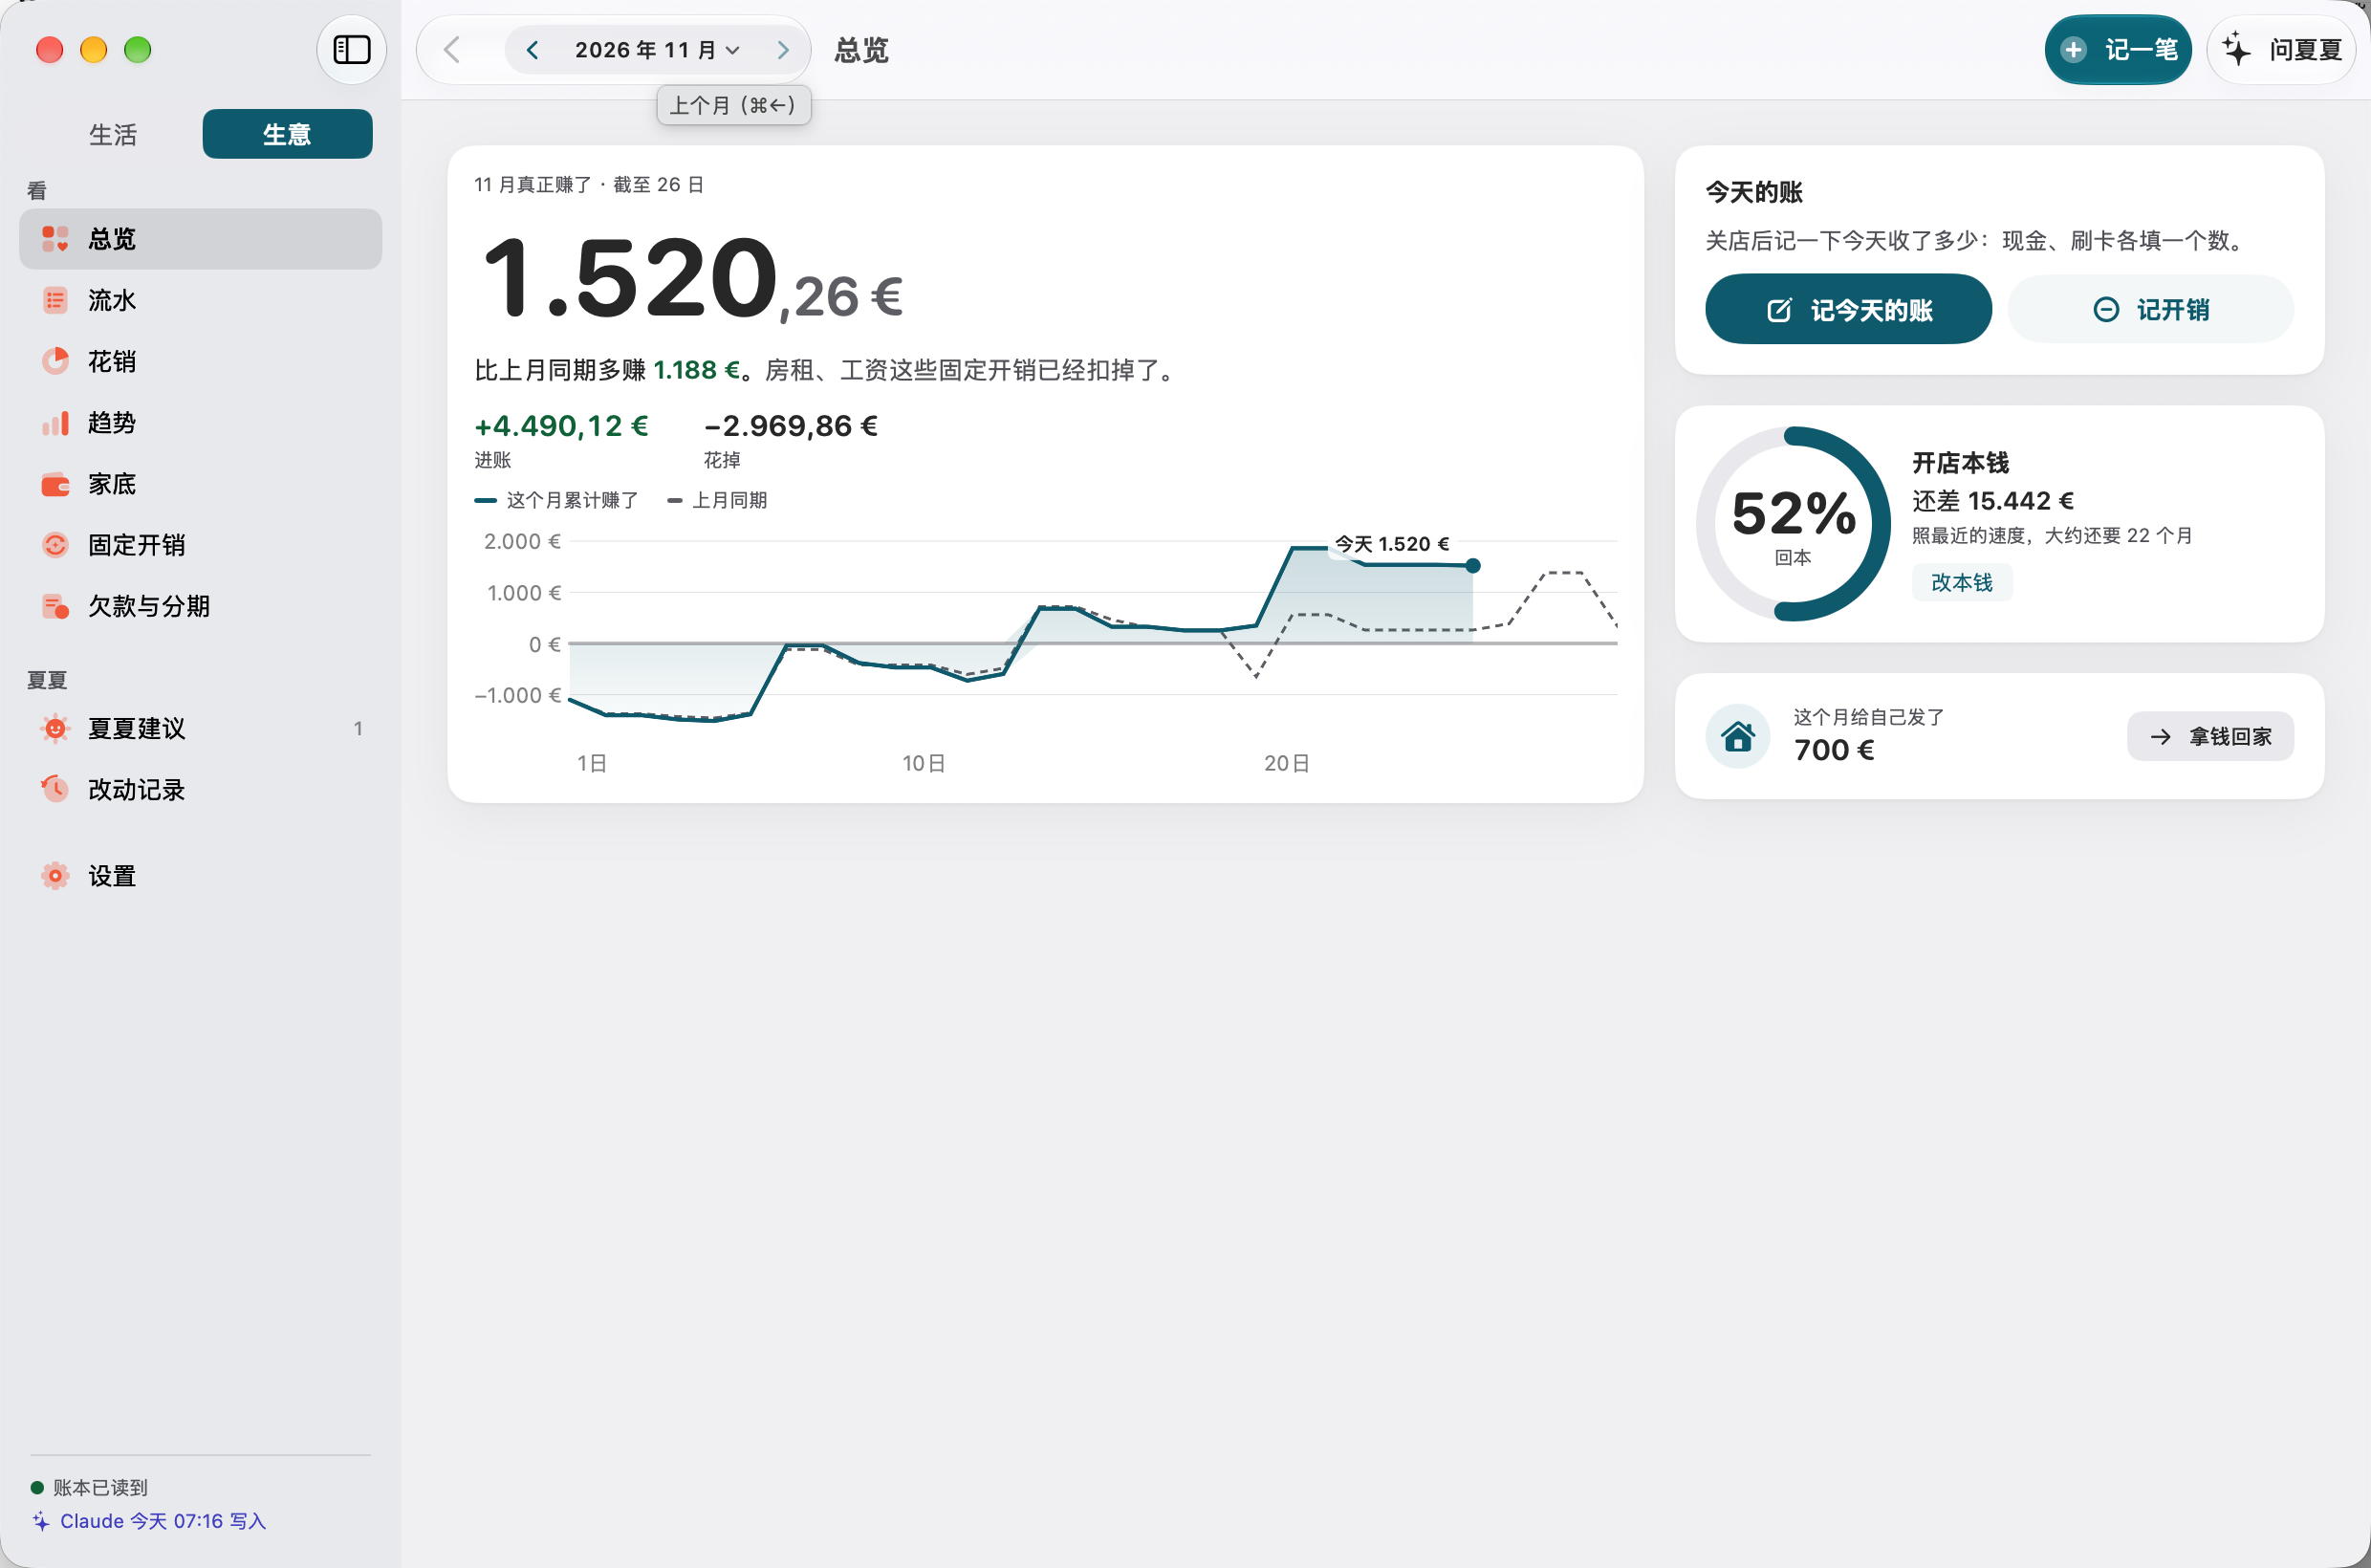 2026 年 11 月
总览
记一笔
问夏夏
上个月 (⌘←)
生活
生意
看
总览
流水
花销
趋势
家底
固定开销
欠款与分期
夏夏
夏夏建议 1
改动记录
设置
账本已读到
Claude 今天 07:16 写入
11 月真正赚了 · 截至 26 日
1.520,26 €
比上月同期多赚 1.188 €。房租、工资这些固定开销已经扣掉了。
+4.490,12 € −2.969,86 €
进账 花掉
这个月累计赚了 上月同期
2.000 €
今天 1.520 €
1.000 €
0 €
−1.000 €
1日 10日 20日
今天的账
关店后记一下今天收了多少：现金、刷卡各填一个数。
记今天的账 记开销
52%
回本
开店本钱
还差 15.442 €
照最近的速度，大约还要 22 个月
改本钱
这个月给自己发了
700 €
拿钱回家